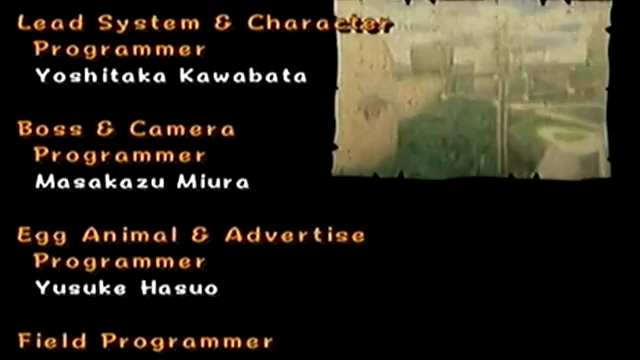 Lead System & Character
Programmer
Yoshitaka Kawabata
Boss & Camera
Programmer
Masakazu Miura
Egg Animal & Advertise
Programmer
Yusuke Hasuo
Field Programmer